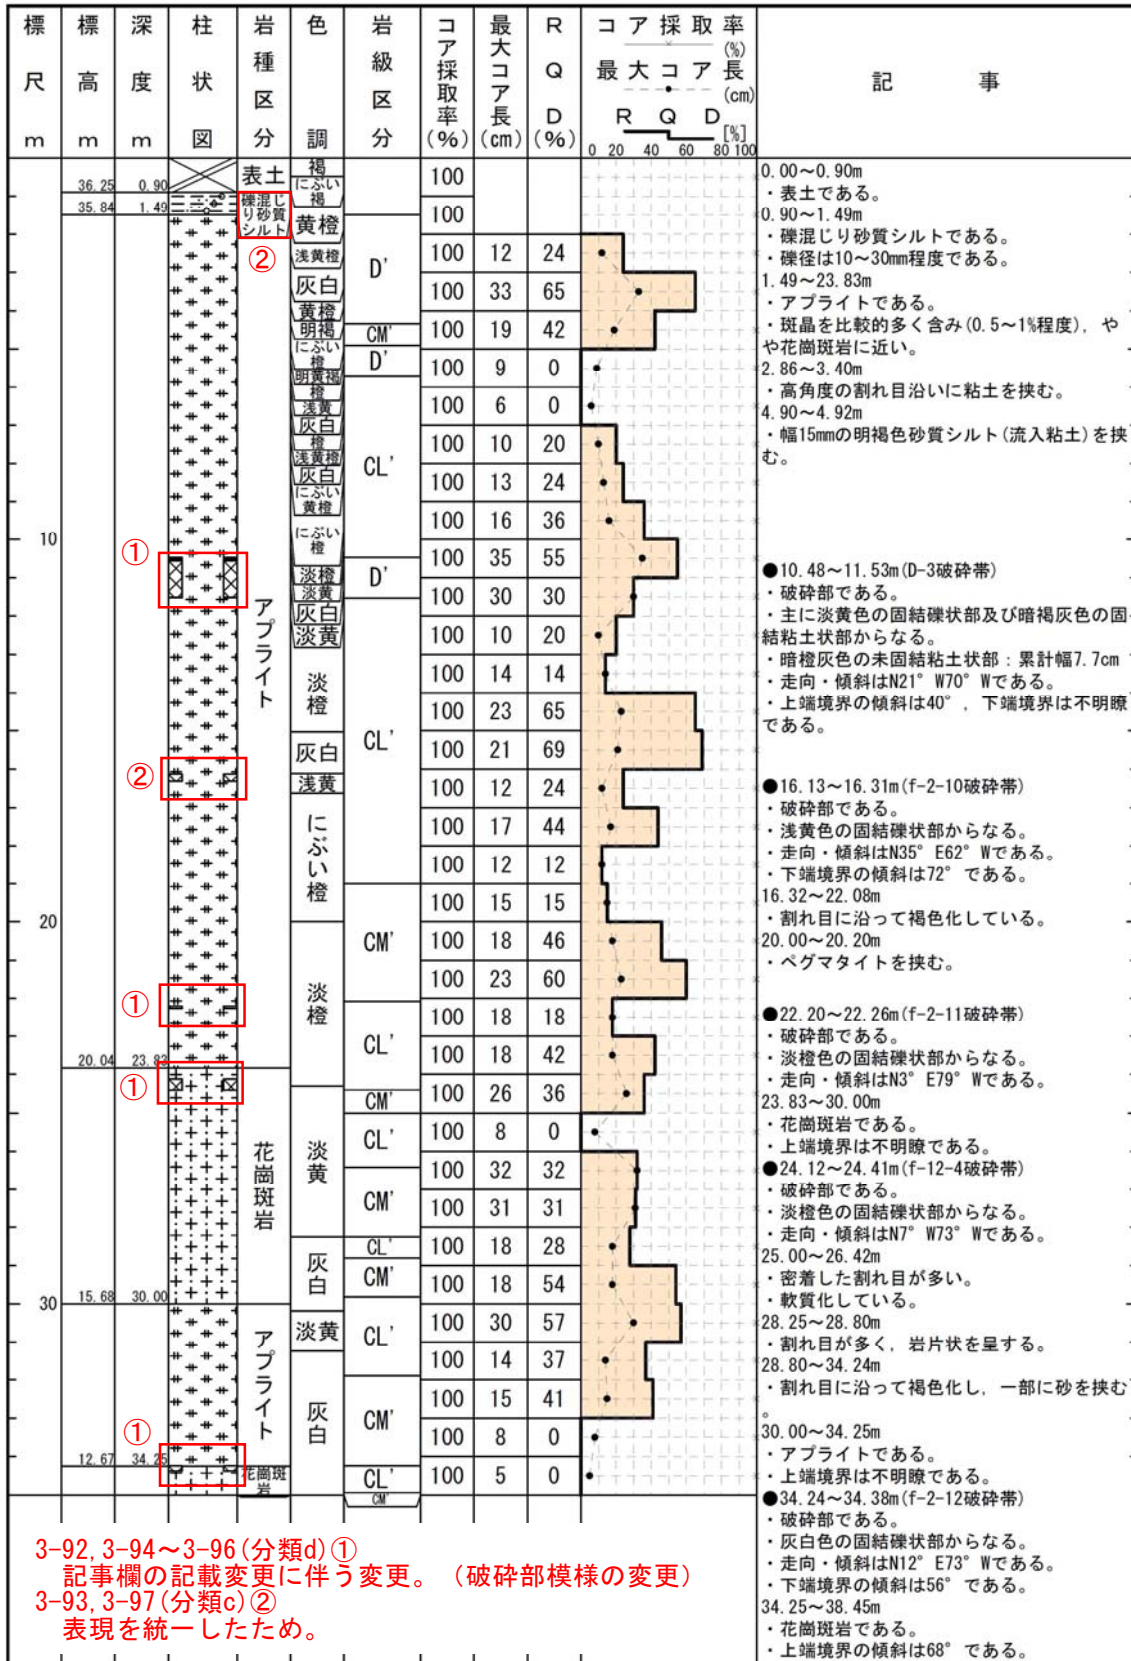 標尺m
標高m
深度m
柱状図
岩種区分
色調
岩級区分
コア採取率(%)
最大コア長(cm)
RQD(%)
コア採取率(%)
最大コア長(cm)
RQD[%]
0 20 40 60 80 100
記事
36.25 0.90
35.84 1.49
10
20
20.04 23.83
30
15.68 30.00
12.67 34.25
表土
礫混じり砂質シルト
②
アプライト
花崗斑岩
アプライト
花崗斑岩
①
②
①
①
①
褐
にぶい褐
黄橙
浅黄橙
灰白
黄橙
明褐
にぶい橙
明黄褐
橙
浅黄
灰白
橙
浅黄橙
灰白
にぶい黄橙
にぶい橙
淡橙
淡黄
灰白
淡黄
淡橙
灰白
浅黄
にぶい橙
淡橙
淡黄
灰白
淡黄
灰白
D'
CM'
D'
CL'
D'
CL'
CM'
CL'
CM'
CL'
CM'
CL'
CM'
CL'
CM'
CL'
CM'
100
100
100 12 24
100 33 65
100 19 42
100 9 0
100 6 0
100 10 20
100 13 24
100 16 36
100 35 55
100 30 30
100 10 20
100 14 14
100 23 65
100 21 69
100 12 24
100 17 44
100 12 12
100 15 15
100 18 46
100 23 60
100 18 18
100 18 42
100 26 36
100 8 0
100 32 32
100 31 31
100 18 28
100 18 54
100 30 57
100 14 37
100 15 41
100 8 0
100 5 0
0.00～0.90m
・表土である。
0.90～1.49m
・礫混じり砂質シルトである。
・礫径は10～30mm程度である。
1.49～23.83m
・アプライトである。
・斑晶を比較的多く含み(0.5～1%程度)，や
や花崗斑岩に近い。
2.86～3.40m
・高角度の割れ目沿いに粘土を挟む。
4.90～4.92m
・幅15mmの明褐色砂質シルト(流入粘土)を挟
む。
●10.48～11.53m(D-3破砕帯)
・破砕部である。
・主に淡黄色の固結礫状部及び暗褐灰色の固
結粘土状部からなる。
・暗橙灰色の未固結粘土状部：累計幅7.7cm
・走向・傾斜はN21°W70°Wである。
・上端境界の傾斜は40°，下端境界は不明瞭
である。
●16.13～16.31m(f-2-10破砕帯)
・破砕部である。
・浅黄色の固結礫状部からなる。
・走向・傾斜はN35°E62°Wである。
・下端境界の傾斜は72°である。
16.32～22.08m
・割れ目に沿って褐色化している。
20.00～20.20m
・ペグマタイトを挟む。
●22.20～22.26m(f-2-11破砕帯)
・破砕部である。
・淡橙色の固結礫状部からなる。
・走向・傾斜はN3°E79°Wである。
23.83～30.00m
・花崗斑岩である。
・上端境界は不明瞭である。
●24.12～24.41m(f-12-4破砕帯)
・破砕部である。
・淡橙色の固結礫状部からなる。
・走向・傾斜はN7°W73°Wである。
25.00～26.42m
・密着した割れ目が多い。
・軟質化している。
28.25～28.80m
・割れ目が多く，岩片状を呈する。
28.80～34.24m
・割れ目に沿って褐色化し，一部に砂を挟む
。
30.00～34.25m
・アプライトである。
・上端境界は不明瞭である。
●34.24～34.38m(f-2-12破砕帯)
・破砕部である。
・灰白色の固結礫状部からなる。
・走向・傾斜はN12°E73°Wである。
・下端境界の傾斜は56°である。
34.25～38.45m
・花崗斑岩である。
・上端境界の傾斜は68°である。
3-92,3-94～3-96(分類d)①
記事欄の記載変更に伴う変更。（破砕部模様の変更）
3-93,3-97(分類c)②
表現を統一したため。